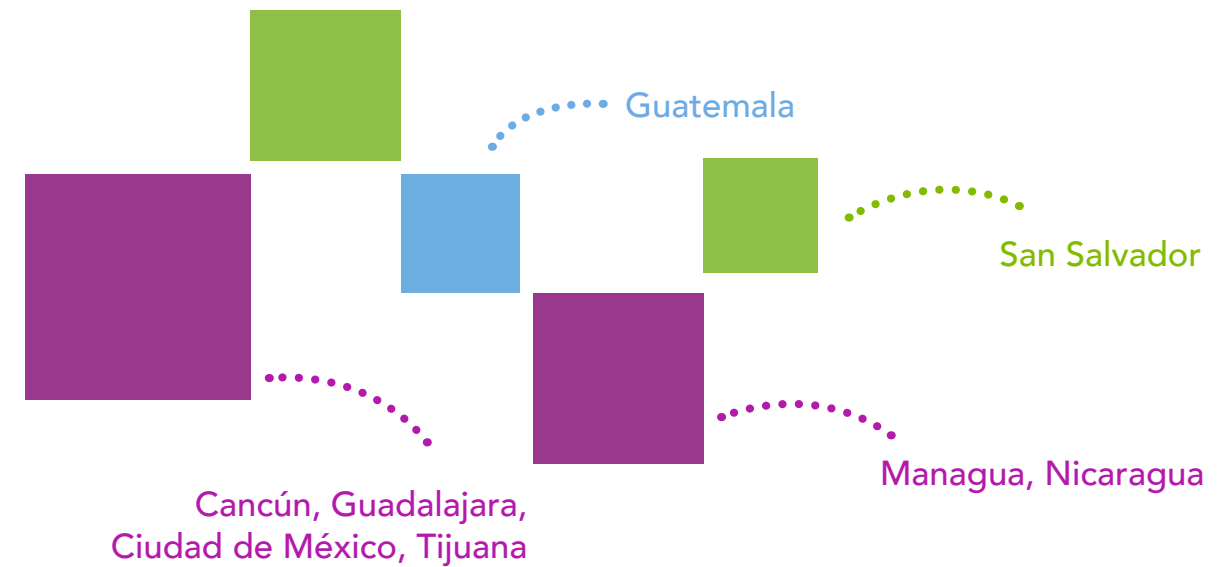 Guatemala
San Salvador
Managua, Nicaragua
Cancún, Guadalajara,
Ciudad de México, Tijuana